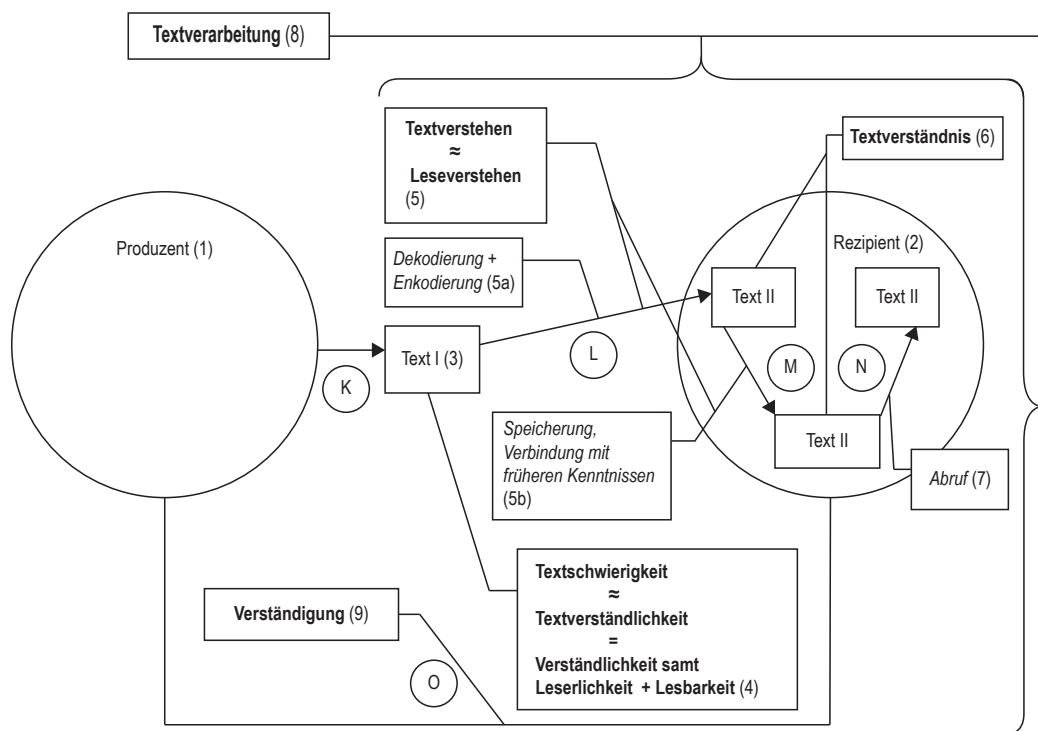 Textverarbeitung (8)
Textverstehen
≈
Leseverstehen
(5)
Textverständnis (6)
Produzent (1)
Rezipient (2)
Dekodierung +
Enkodierung (5a)
Text II
Text II
Text I (3)
L
M
N
K
Text II
Speicherung,
Verbindung mit
früheren Kenntnissen
(5b)
Abruf (7)
Textschwierigkeit
≈
Textverständlichkeit
=
Verständlichkeit samt
Leserlichkeit + Lesbarkeit (4)
Verständigung (9)
O